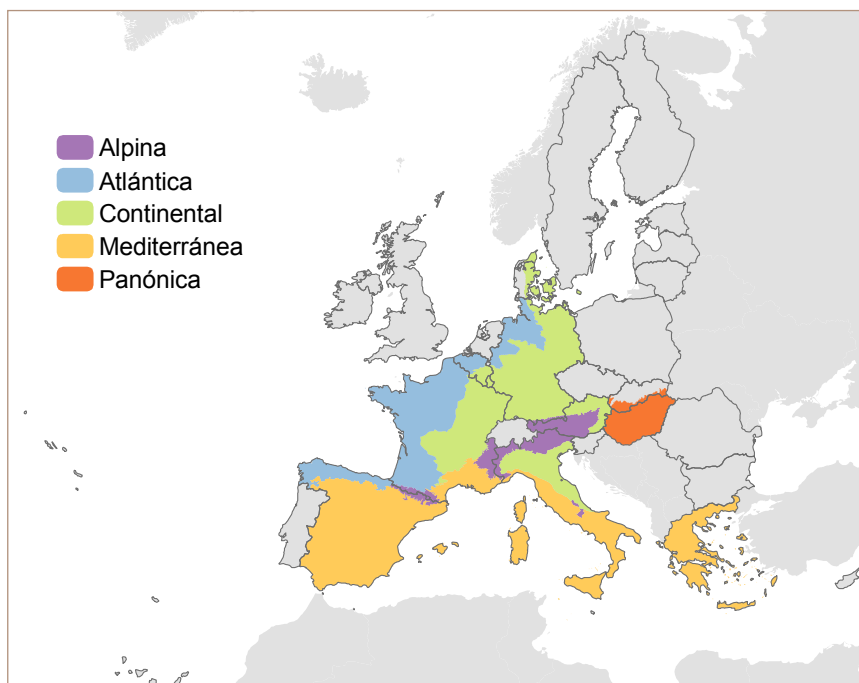 Alpina
Atlántica
Continental
Mediterránea
Panónica